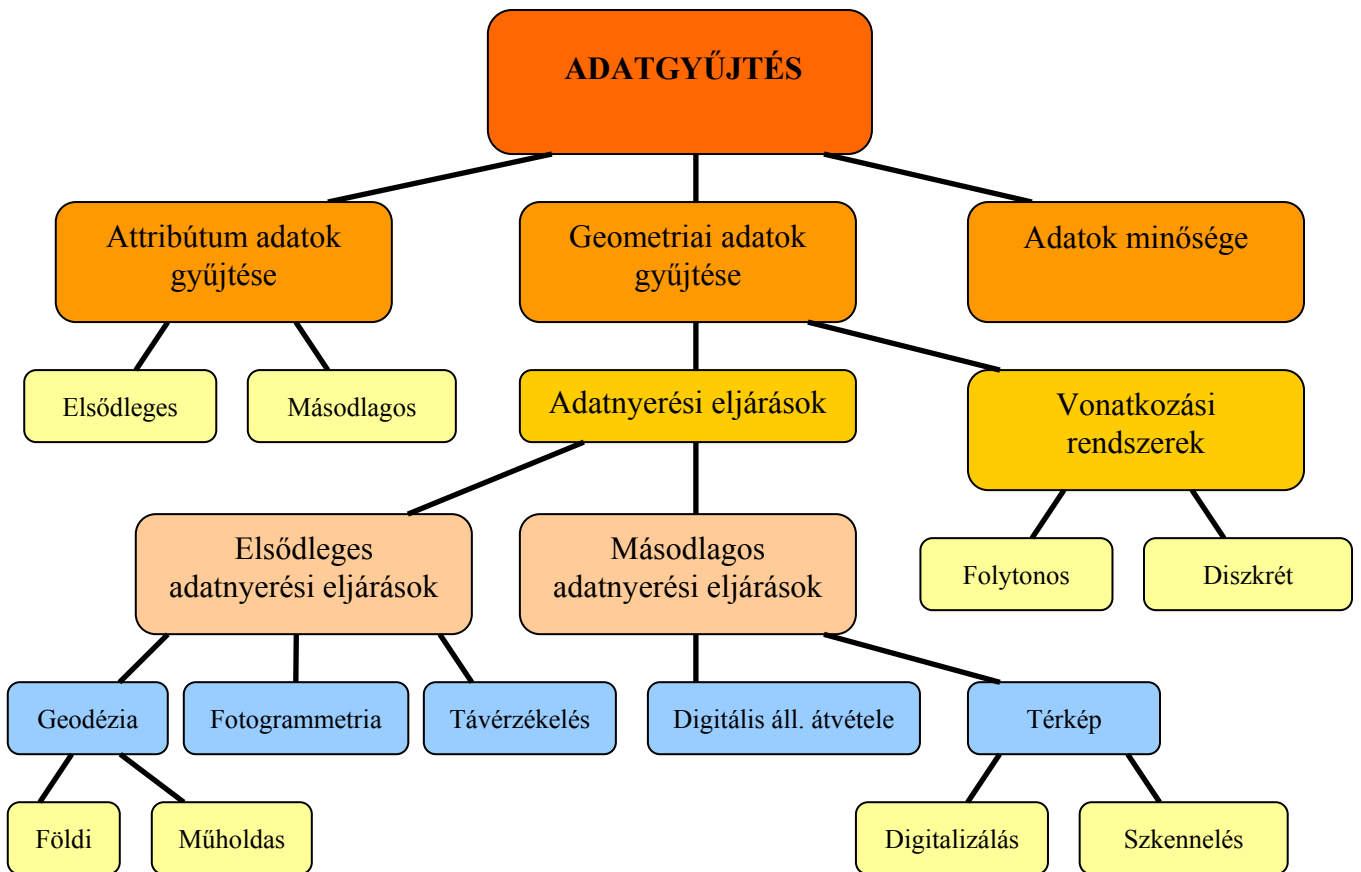 ADATGYŰJTÉS
Attribútum adatok
gyűjtése
Geometriai adatok
gyűjtése
Adatok minősége
Elsődleges
Másodlagos
Adatnyerési eljárások
Vonatkozási
rendszerek
Elsődleges
adatnyerési eljárások
Másodlagos
adatnyerési eljárások
Folytonos
Diszkrét
Geodézia
Fotogrammetria
Távérzékelés
Digitális áll. átvétele
Térkép
Földi
Műholdas
Digitalizálás
Szkennelés